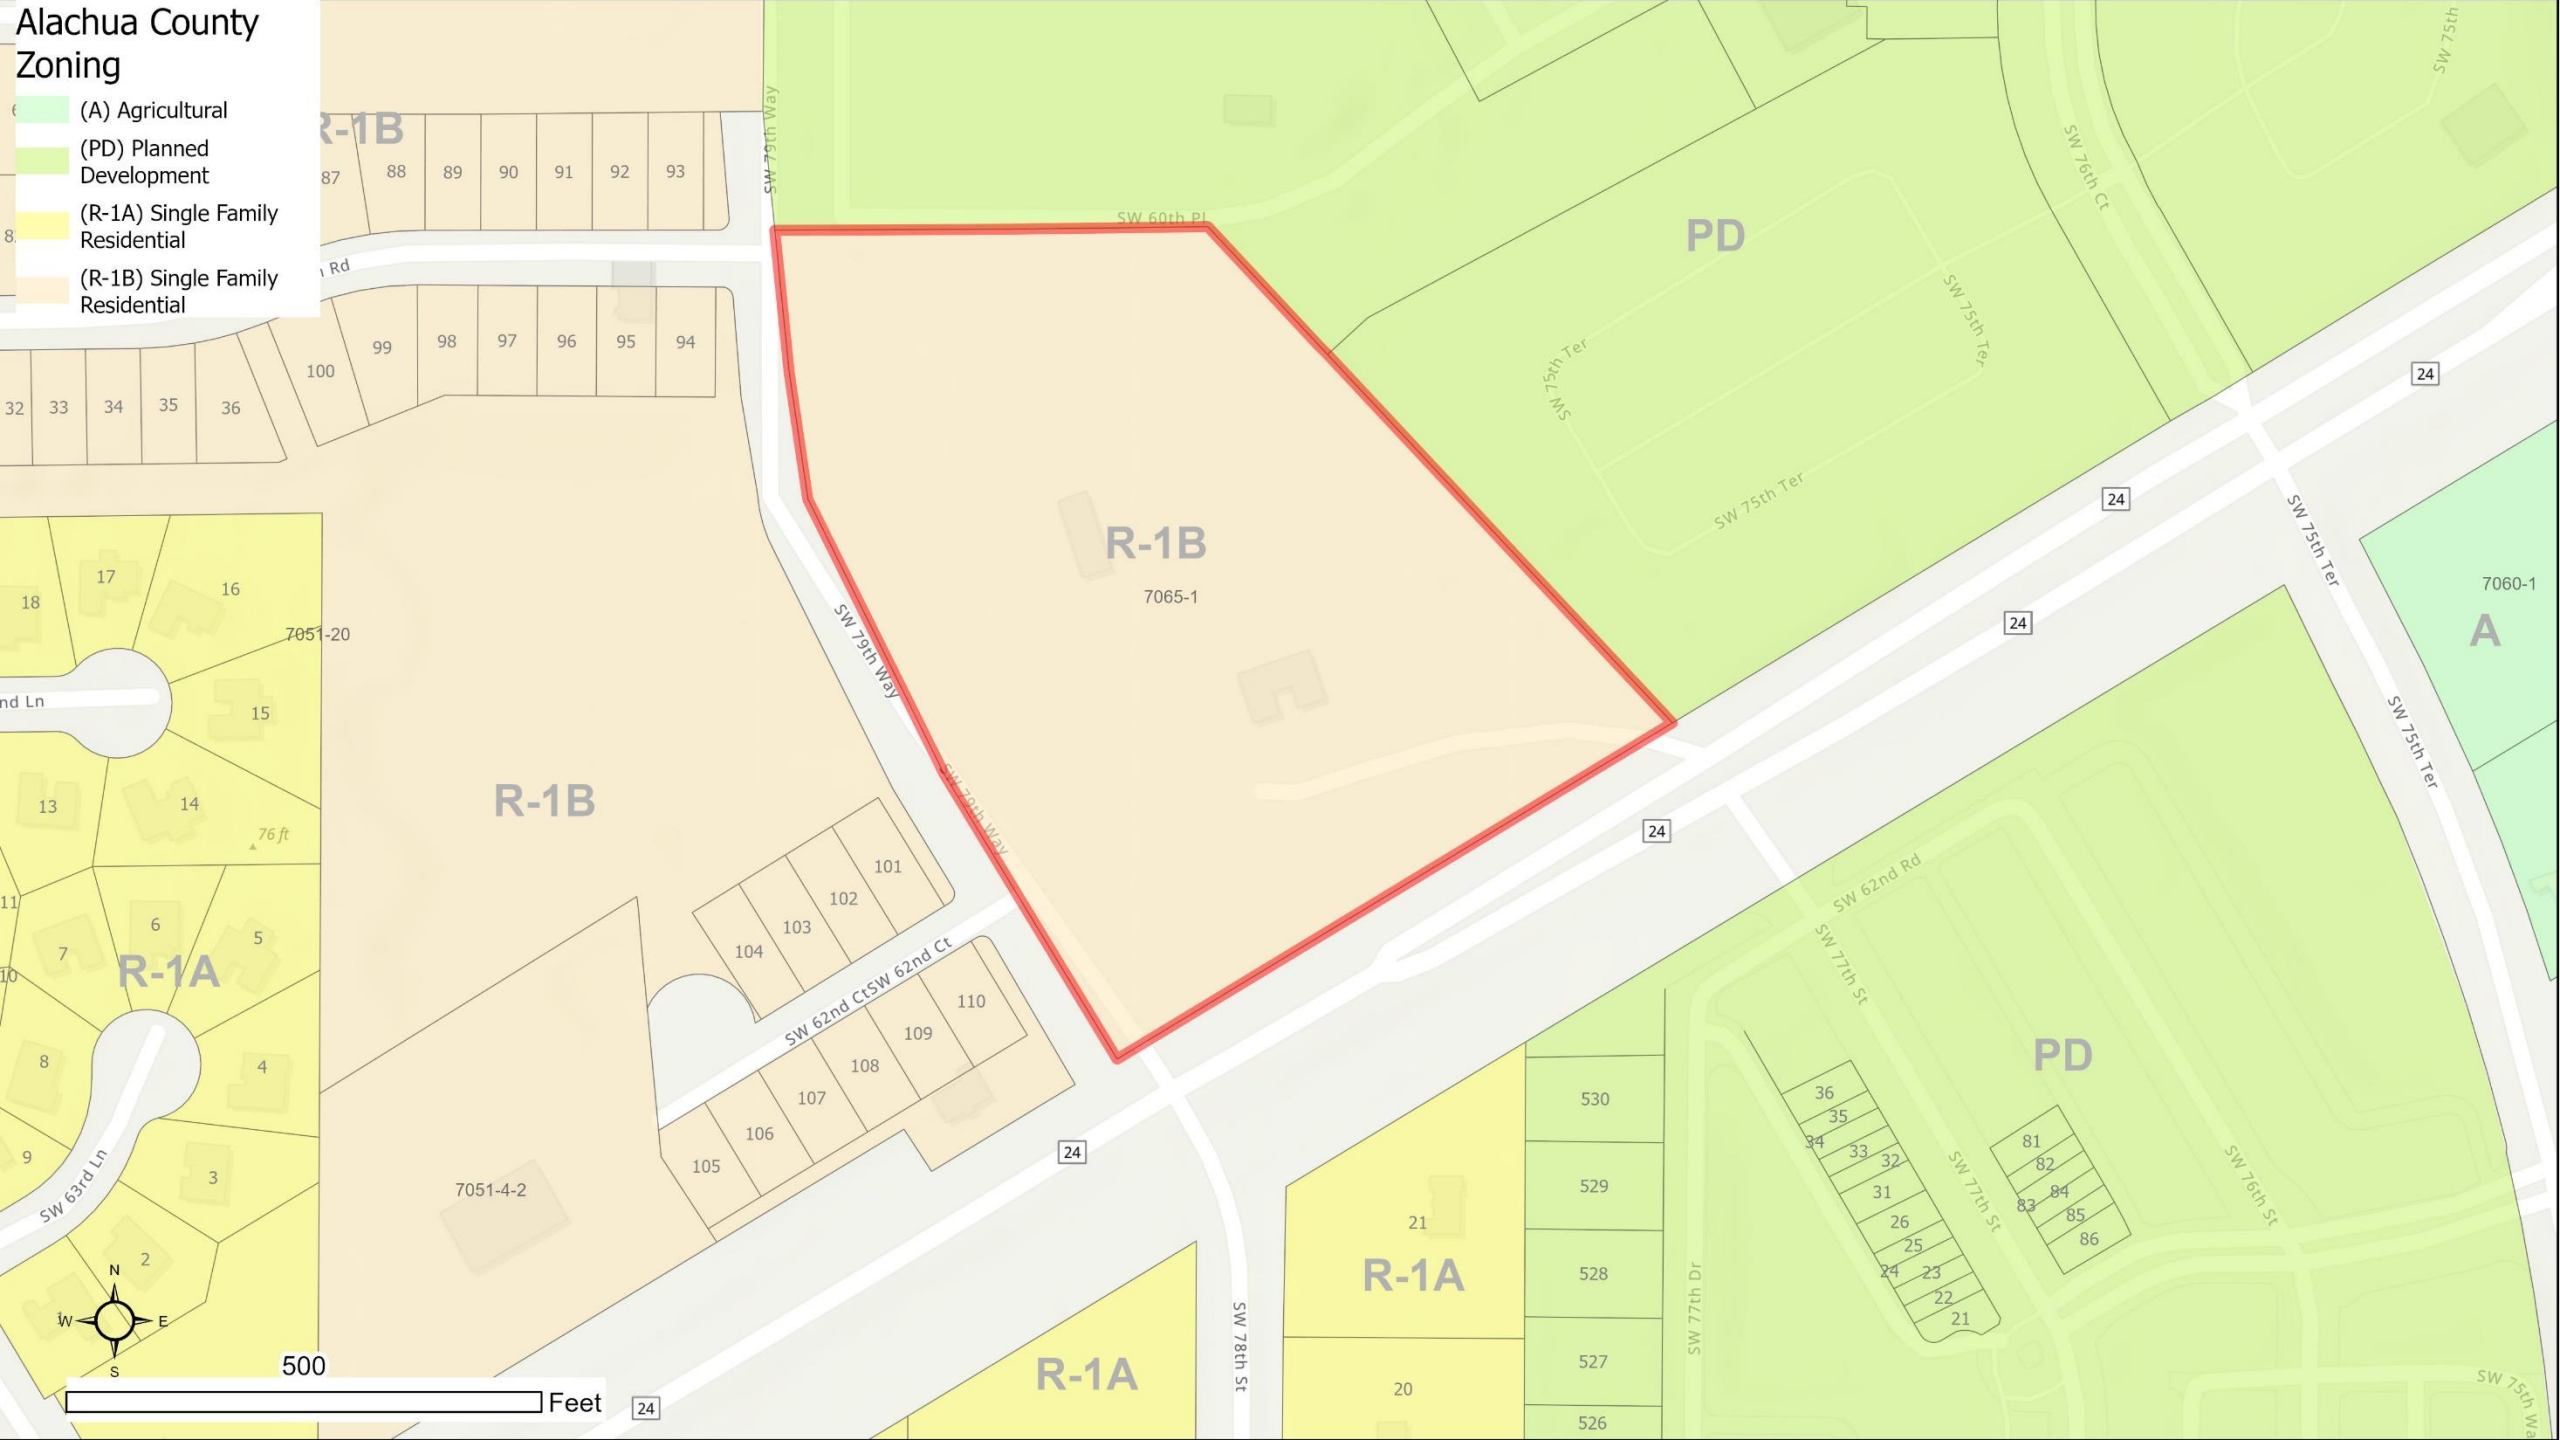 Alachua County
Zoning
(A) Agricultural
(PD) Planned
Development
(R-1A) Single Family
Residential
(R-1B) Single Family
Residential
R-1B
87
88
89
90
91
92
93
SW 79th Way
Rd
SW 60th Pl
PD
SW 76th Ct
SW 75th
SW 75th Ter
SW 75th Ter
SW 75th Ter
24
24
24
24
24
24
32
33
34
35
36
100
99
98
97
96
95
94
R-1B
7065-1
SW 79th Way
SW 79th Way
SW 75th Ter
SW 75th Ter
7060-1
A
18
17
16
7051-20
15
nd Ln
13
14
76 ft
R-1B
11
6
5
7
10
R-1A
8
4
9
3
SW 63rd Ln
2
101
102
103
104
SW 62nd Ct
SW 62nd Ct
110
109
108
107
106
105
7051-4-2
SW 62nd Rd
SW 77th St
PD
530
529
528
527
526
21
R-1A
20
R-1A
SW 78th St
SW 77th Dr
36
35
34
33
32
31
26
25
24
23
22
21
SW 77th St
81
82
84
83
85
86
SW 76th St
SW 75th Wa
N
W
E
S
500
Feet